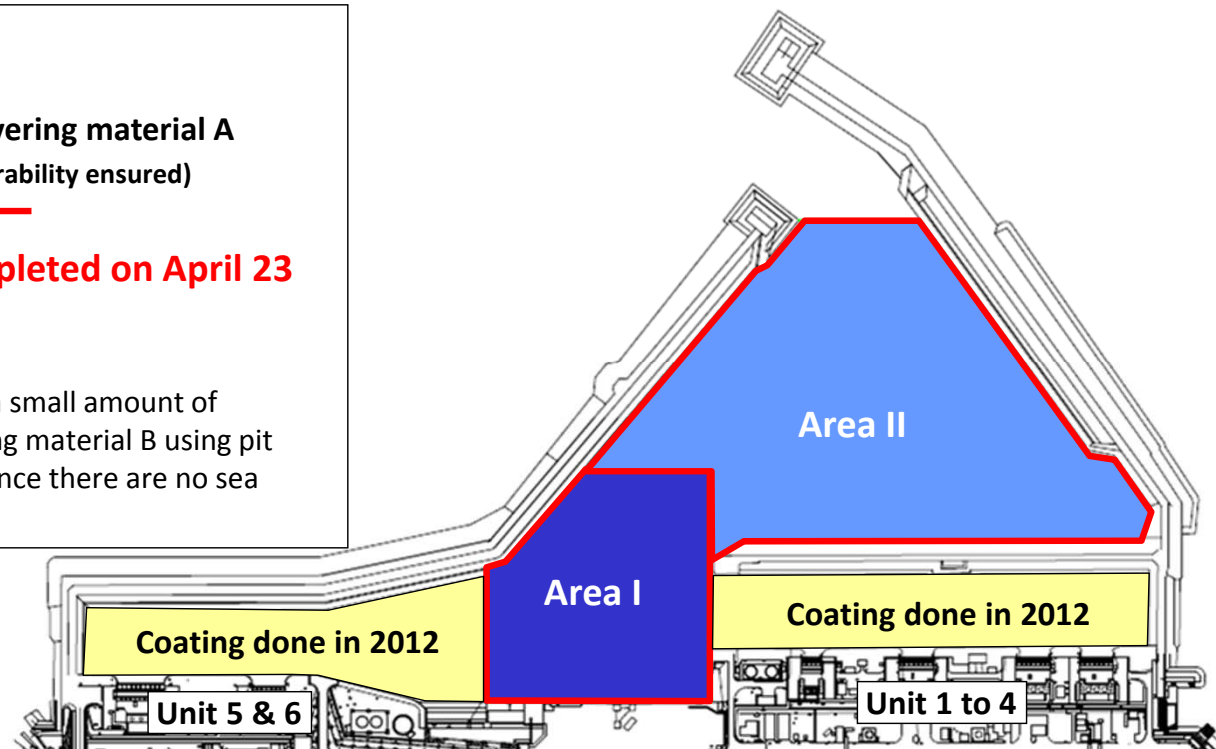 vering material A
rability ensured)
pleted on April 23
small amount of
ng material B using pit
nce there are no sea
Area II
Area I
Coating done in 2012
Coating done in 2012
Unit 5 & 6
Unit 1 to 4